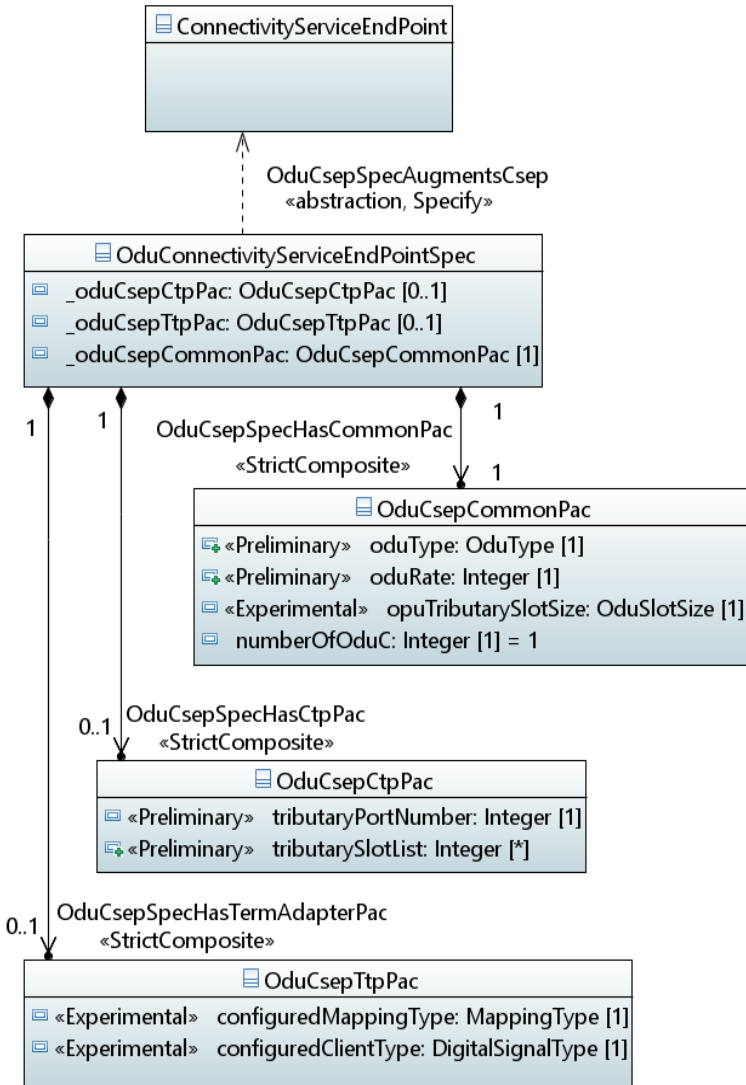 ConnectivityServiceEndPoint
OduCsepSpecAugmentsCsep
«abstraction, Specify»
OduConnectivityServiceEndPointSpec
_oduCsepCtpPac: OduCsepCtpPac [0..1]
_oduCsepTtpPac: OduCsepTtpPac [0..1]
_oduCsepCommonPac: OduCsepCommonPac [1]
1
1
1
OduCsepSpecHasCommonPac
«StrictComposite»
1
OduCsepCommonPac
«Preliminary» oduType: OduType [1]
«Preliminary» oduRate: Integer [1]
«Experimental» opuTributarySlotSize: OduSlotSize [1]
numberOfOduC: Integer [1] = 1
OduCsepSpecHasCtpPac
0..1
«StrictComposite»
OduCsepCtpPac
«Preliminary» tributaryPortNumber: Integer [1]
«Preliminary» tributarySlotList: Integer [*]
OduCsepSpecHasTermAdapterPac
0..1
«StrictComposite»
OduCsepTtpPac
«Experimental» configuredMappingType: MappingType [1]
«Experimental» configuredClientType: DigitalSignalType [1]